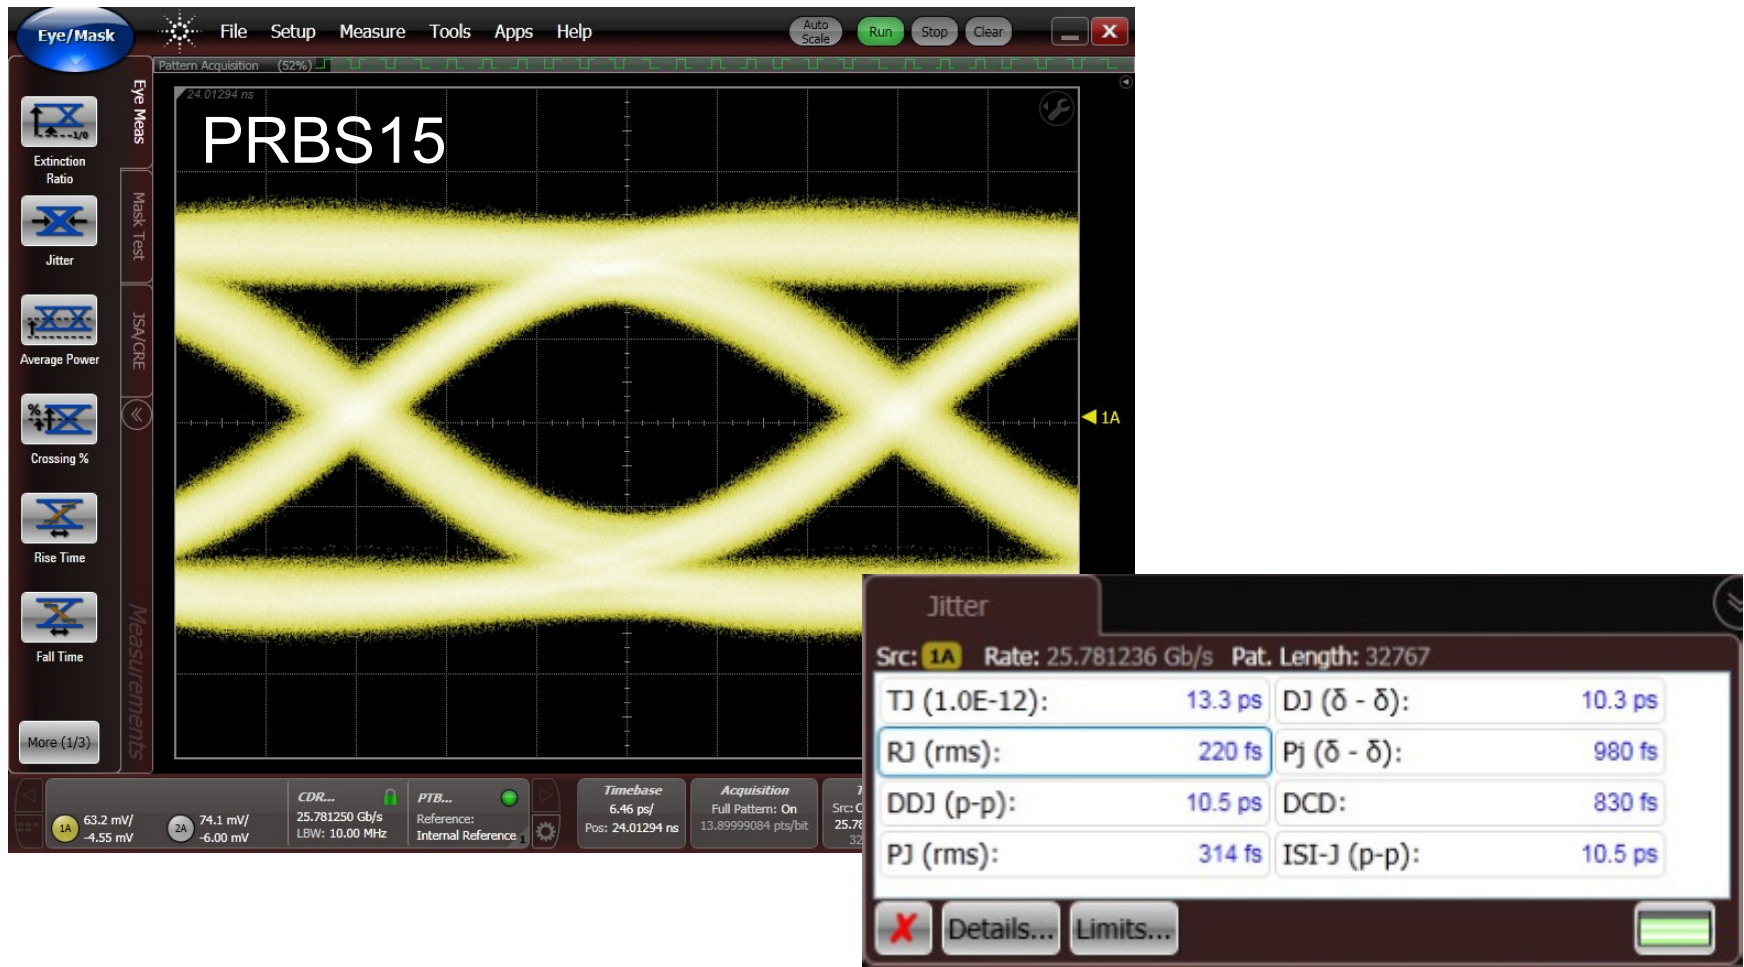 Eye/Mask
File Setup Measure Tools Apps Help
Auto Scale
Run
Stop
Clear
X
Pattern Acquisition (52%)
24.01294 ns
PRBS15
Eye Meas
Mask Test
JSA/CRE
Measurements
-1/0
Extinction
Ratio
Jitter
Average Power
%
Crossing %
Rise Time
Fall Time
More (1/3)
1A
1A
63.2 mV/
-4.55 mV
2A
74.1 mV/
-6.00 mV
CDR...
25.781250 Gb/s
LBW: 10.00 MHz
PTB...
Reference:
Internal Reference
1
Timebase
6.46 ps/
Pos: 24.01294 ns
Acquisition
Full Pattern: On
13.89999084 pts/bit
Jitter
Src: 1A Rate: 25.781236 Gb/s Pat. Length: 32767
TJ (1.0E-12): 13.3 ps DJ (δ - δ): 10.3 ps
RJ (rms): 220 fs Pj (δ - δ): 980 fs
DDJ (p-p): 10.5 ps DCD: 830 fs
PJ (rms): 314 fs ISI-J (p-p): 10.5 ps
Details... Limits...